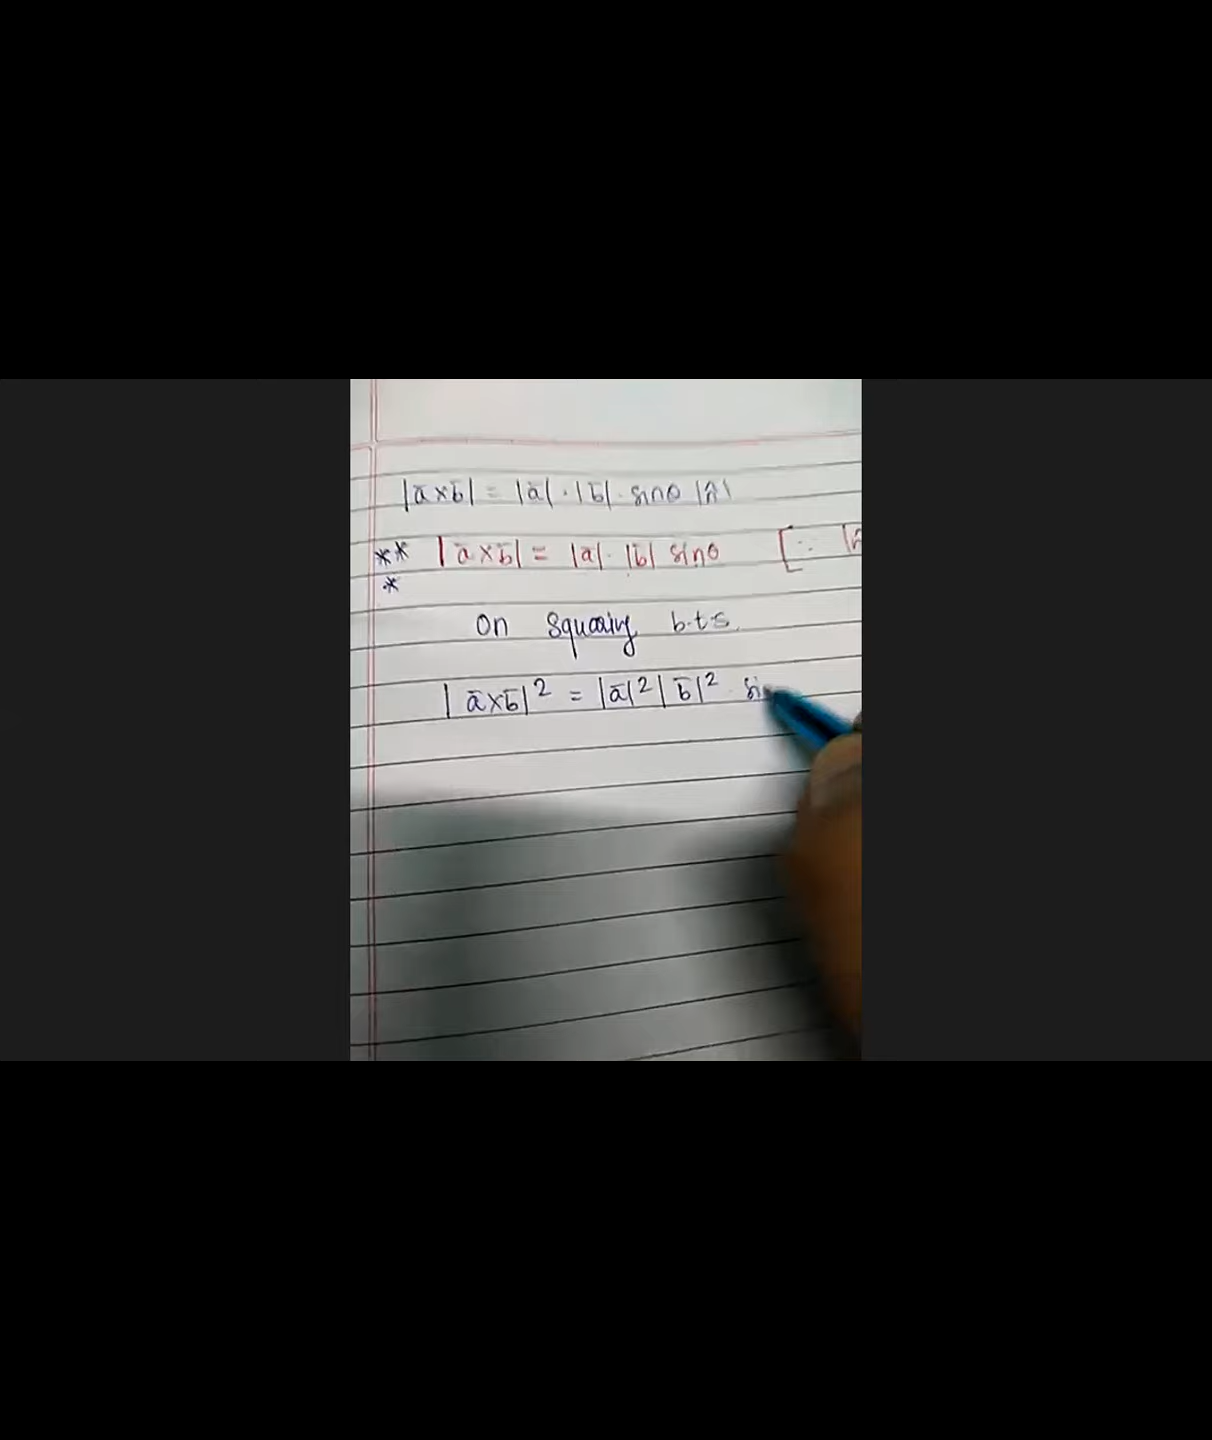 |a̅×b̅| = |a̅|·|b̅|·sinθ |n̂|
** |a̅×b̅| = |a̅|·|b̅| sinθ [∵
*
On Squaring b.t.s.
|a̅×b̅|² = |a̅|²|b̅|²·